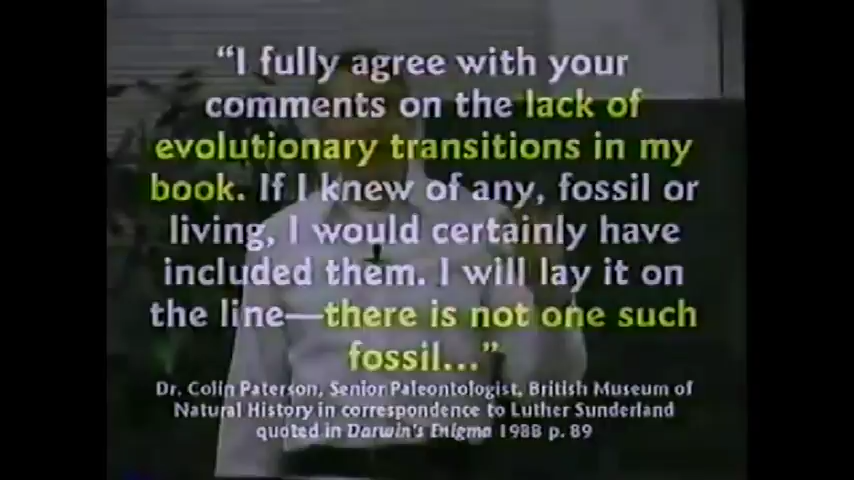 “I fully agree with your
comments on the lack of
evolutionary transitions in my
book. If I knew of any, fossil or
living, I would certainly have
included them. I will lay it on
the line—there is not one such
fossil...”
Dr. Colin Paterson, Senior Paleontologist, British Museum of
Natural History in correspondence to Luther Sunderland
quoted in Darwin's Enigma 1988 p. 89